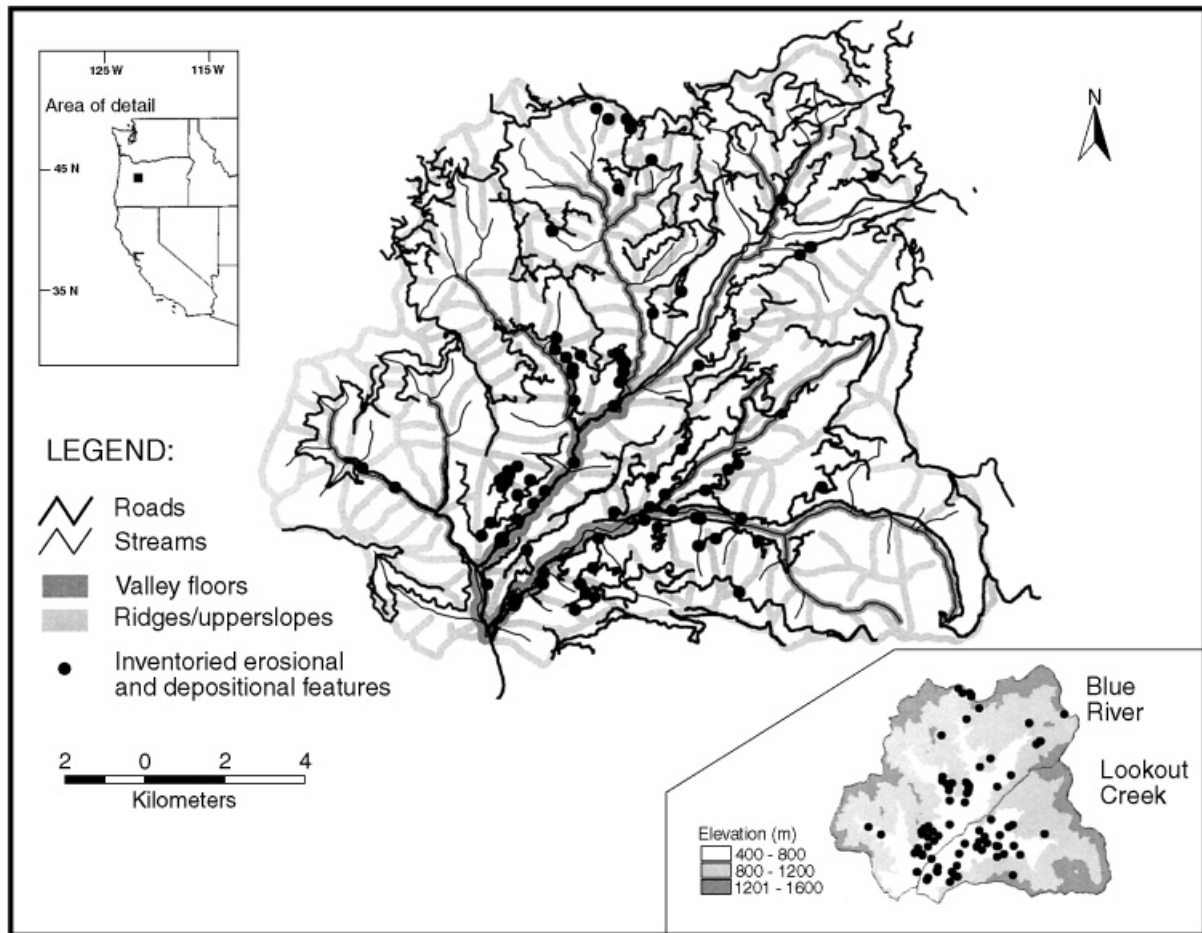 125 W 115 W
Area of detail
45 N
35 N
N
LEGEND:
Roads
Streams
Valley floors
Ridges/upperslopes
Inventoried erosional
and depositional features
2 0 2 4
Kilometers
Blue
River
Lookout
Creek
Elevation (m)
400 - 800
800 - 1200
1201 - 1600